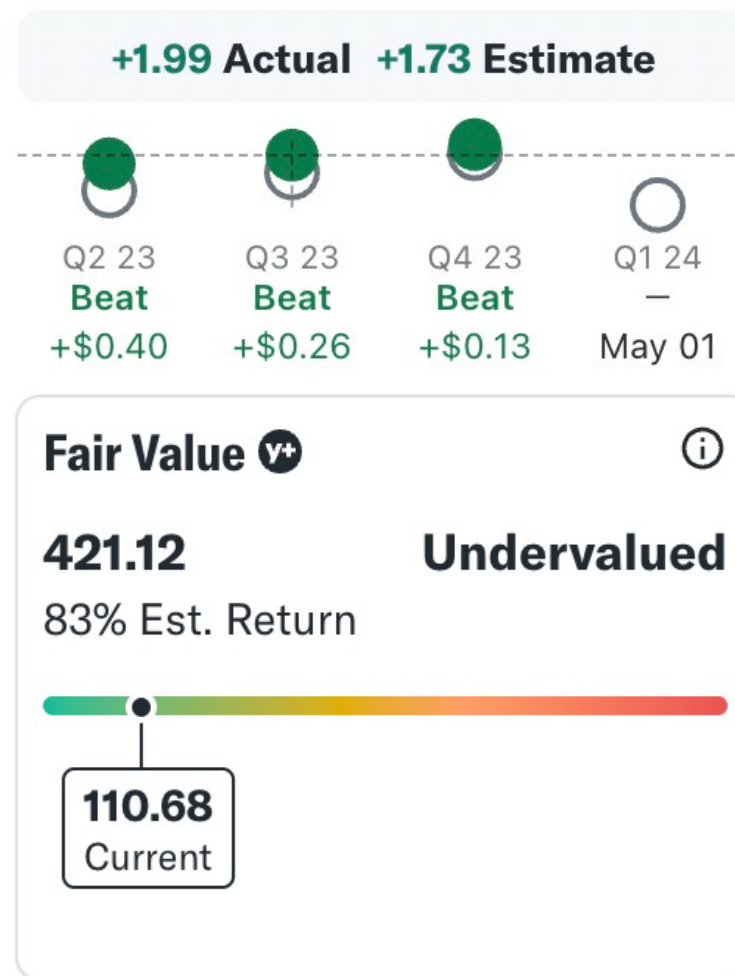 +1.99 Actual +1.73 Estimate
Q2 23 Q3 23 Q4 23 Q1 24
Beat Beat Beat –
+$0.40 +$0.26 +$0.13 May 01
Fair Value y+
421.12 Undervalued
83% Est. Return
110.68
Current